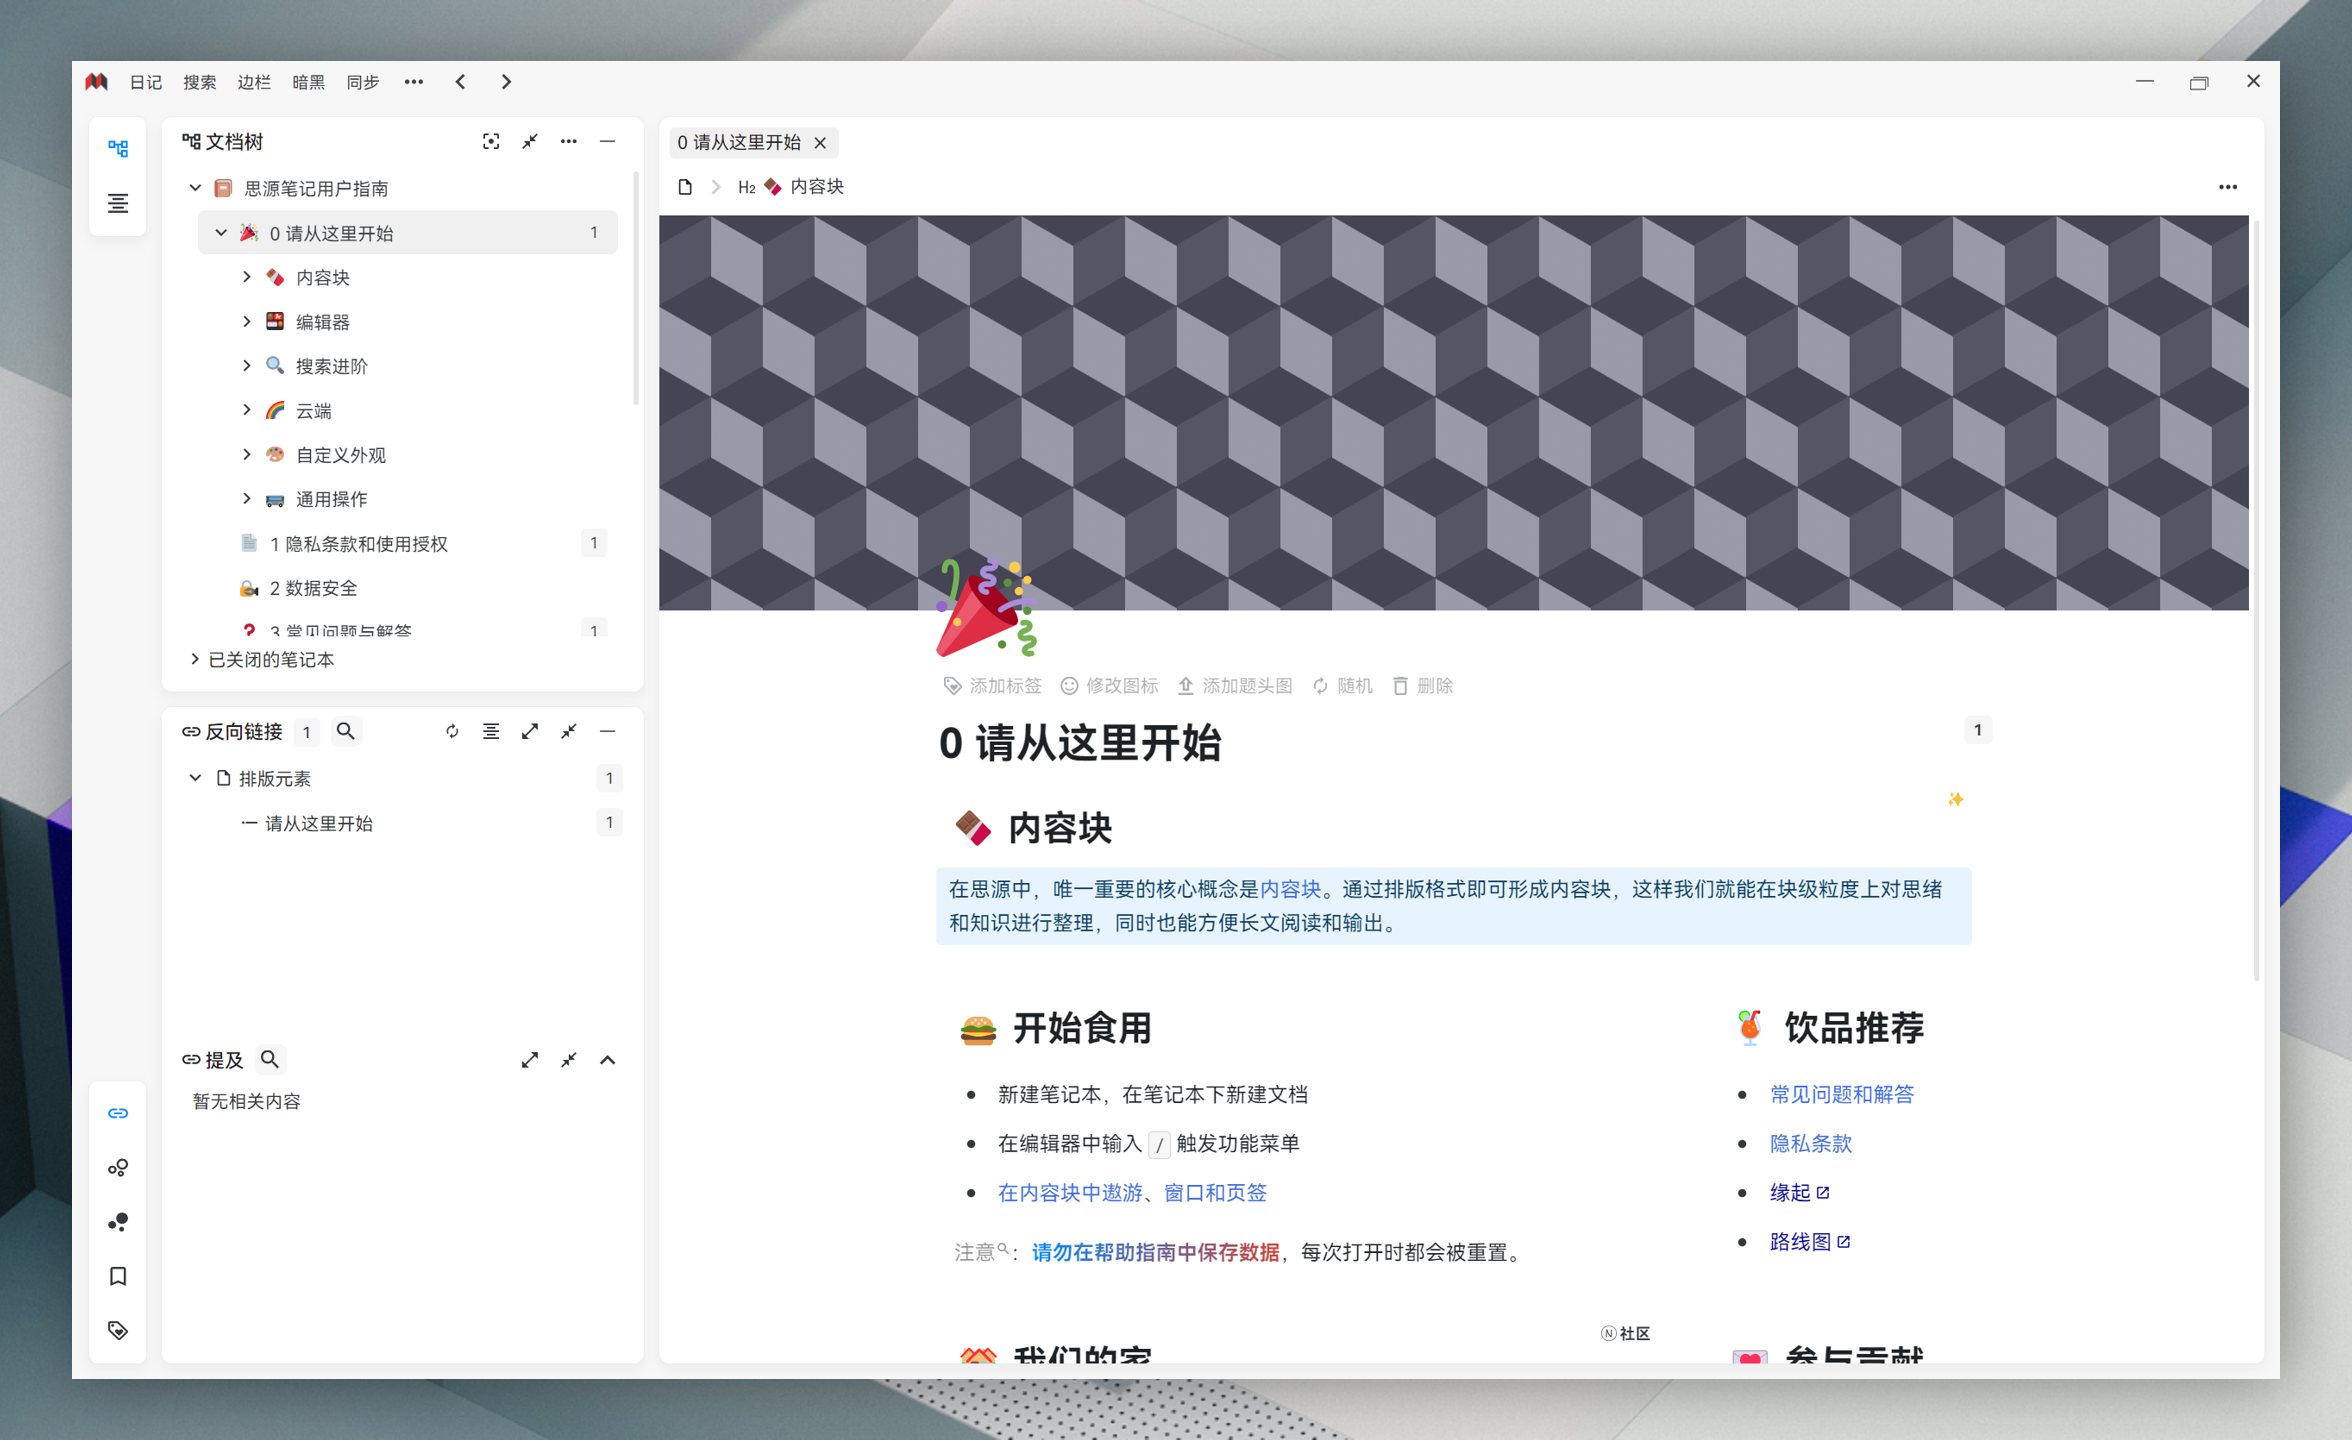 日记 搜索 边栏 暗黑 同步
文档树
思源笔记用户指南
0 请从这里开始 1
内容块
编辑器
搜索进阶
云端
自定义外观
通用操作
1 隐私条款和使用授权 1
2 数据安全
3 常见问题与解答 1
已关闭的笔记本
反向链接 1
排版元素 1
请从这里开始 1
提及
暂无相关内容
0 请从这里开始
H2 内容块
添加标签 修改图标 添加题头图 随机 删除
0 请从这里开始 1
内容块
在思源中，唯一重要的核心概念是内容块。通过排版格式即可形成内容块，这样我们就能在块级粒度上对思绪
和知识进行整理，同时也能方便长文阅读和输出。
开始食用
新建笔记本，在笔记本下新建文档
在编辑器中输入 / 触发功能菜单
在内容块中遨游、窗口和页签
注意：请勿在帮助指南中保存数据，每次打开时都会被重置。
饮品推荐
常见问题和解答
隐私条款
缘起
路线图
N 社区
我们的家
参与贡献